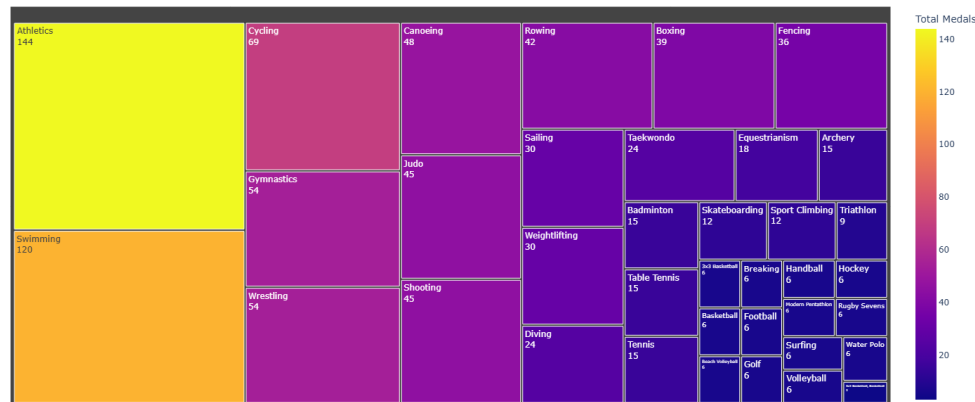 Athletics
144
Swimming
120
Cycling
69
Gymnastics
54
Wrestling
54
Canoeing
48
Judo
45
Shooting
45
Rowing
42
Boxing
39
Fencing
36
Sailing
30
Weightlifting
30
Diving
24
Taekwondo
24
Equestrianism
18
Archery
15
Badminton
15
Table Tennis
15
Tennis
15
Skateboarding
12
Sport Climbing
12
Triathlon
9
3x3 Basketball
6
Basketball
6
Beach Volleyball
6
Breaking
6
Football
6
Golf
6
Handball
6
Modern Pentathlon
6
Surfing
6
Volleyball
6
Hockey
6
Rugby Sevens
6
Water Polo
6
Total Medals
140
120
100
80
60
40
20